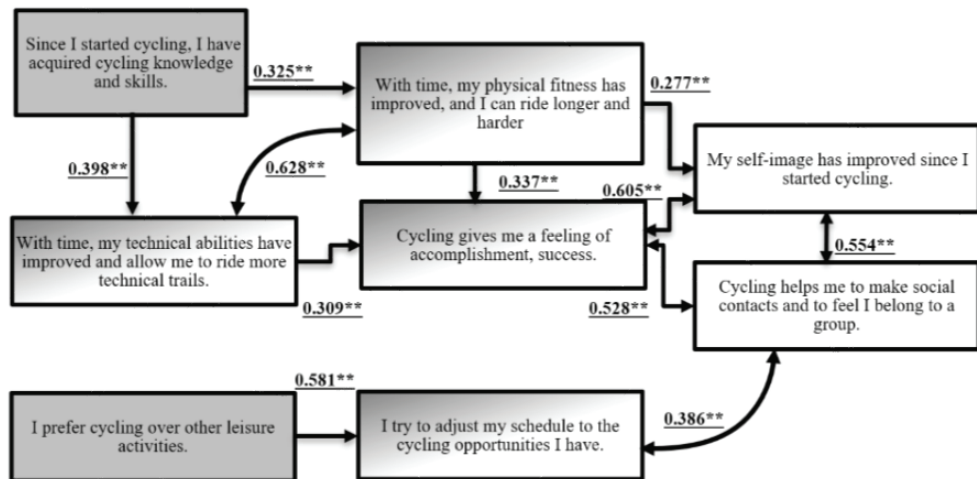 Since I started cycling, I have
acquired cycling knowledge
and skills.
0.325**
With time, my physical fitness has
improved, and I can ride longer and
harder
0.277**
0.398**
0.628**
My self-image has improved since I
started cycling.
0.337**
0.605**
With time, my technical abilities have
improved and allow me to ride more
technical trails.
Cycling gives me a feeling of
accomplishment, success.
0.554**
0.309**
0.528**
Cycling helps me to make social
contacts and to feel I belong to a
group.
0.581**
I prefer cycling over other leisure
activities.
I try to adjust my schedule to the
cycling opportunities I have.
0.386**